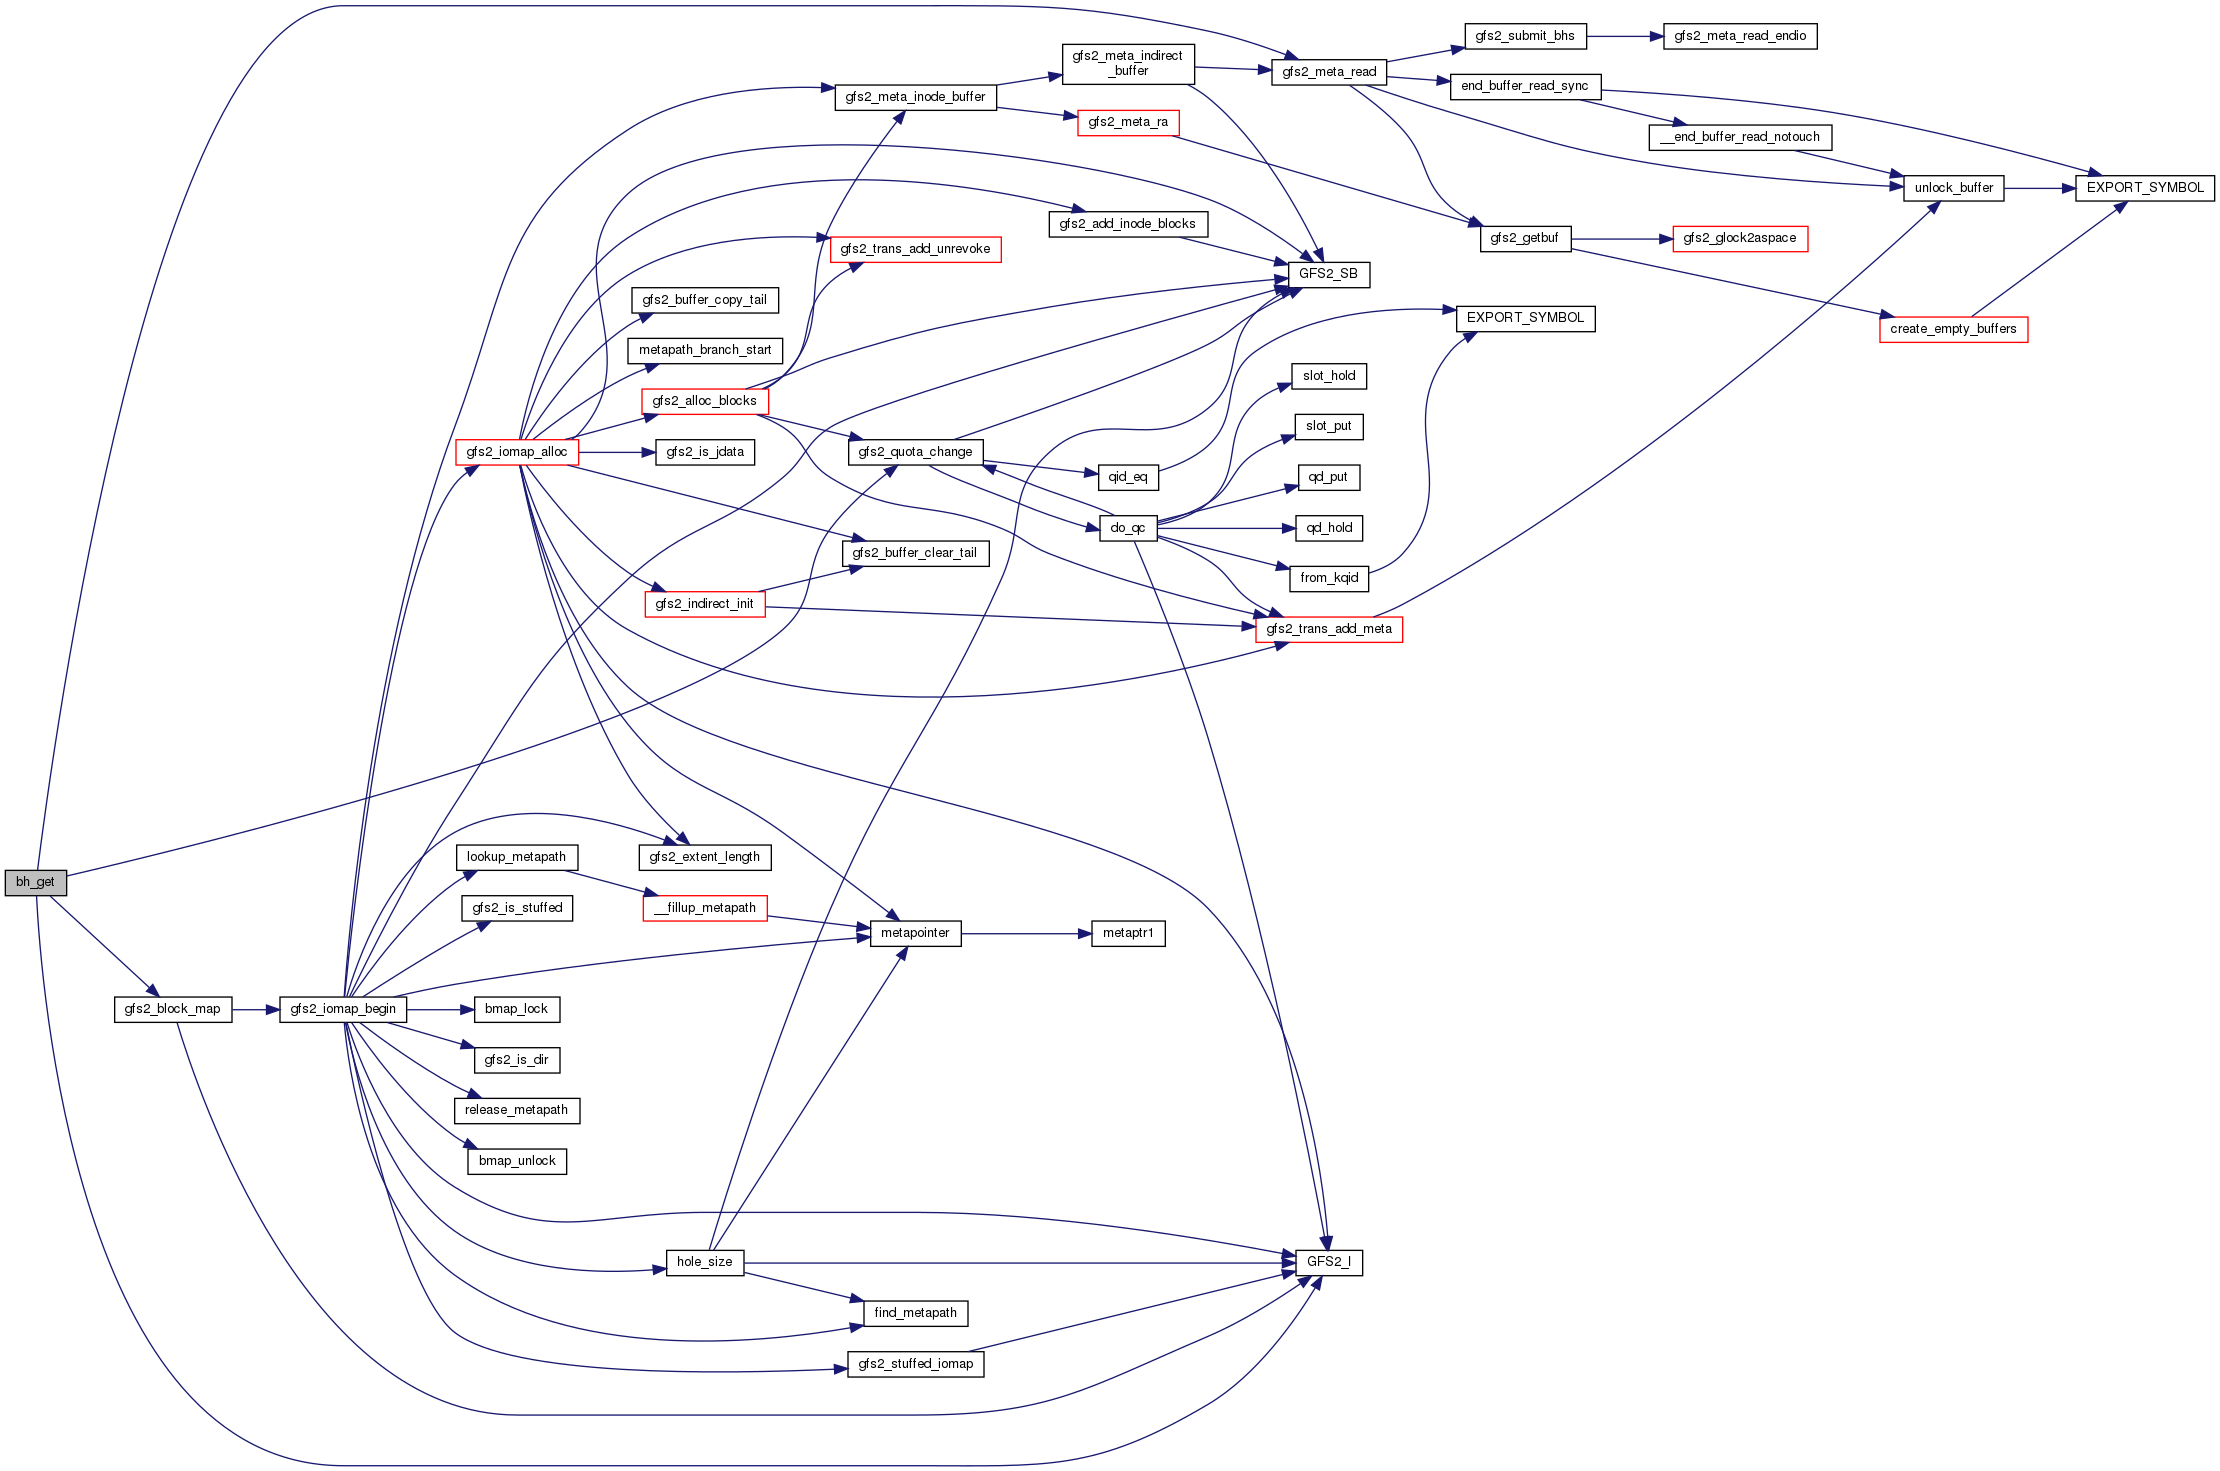 gfs2_submit_bhs
gfs2_meta_read_endio
gfs2_meta_indirect
_buffer
gfs2_meta_read
end_buffer_read_sync
gfs2_meta_inode_buffer
gfs2_meta_ra
__end_buffer_read_notouch
unlock_buffer
EXPORT_SYMBOL
gfs2_add_inode_blocks
gfs2_getbuf
gfs2_glock2aspace
gfs2_trans_add_unrevoke
GFS2_SB
gfs2_buffer_copy_tail
EXPORT_SYMBOL
create_empty_buffers
metapath_branch_start
slot_hold
gfs2_alloc_blocks
slot_put
gfs2_iomap_alloc
gfs2_is_jdata
gfs2_quota_change
qid_eq
qd_put
do_qc
qd_hold
gfs2_buffer_clear_tail
from_kqid
gfs2_indirect_init
gfs2_trans_add_meta
lookup_metapath
gfs2_extent_length
bh_get
gfs2_is_stuffed
__fillup_metapath
metapointer
metaptr1
gfs2_block_map
gfs2_iomap_begin
bmap_lock
gfs2_is_dir
release_metapath
bmap_unlock
hole_size
GFS2_I
find_metapath
gfs2_stuffed_iomap